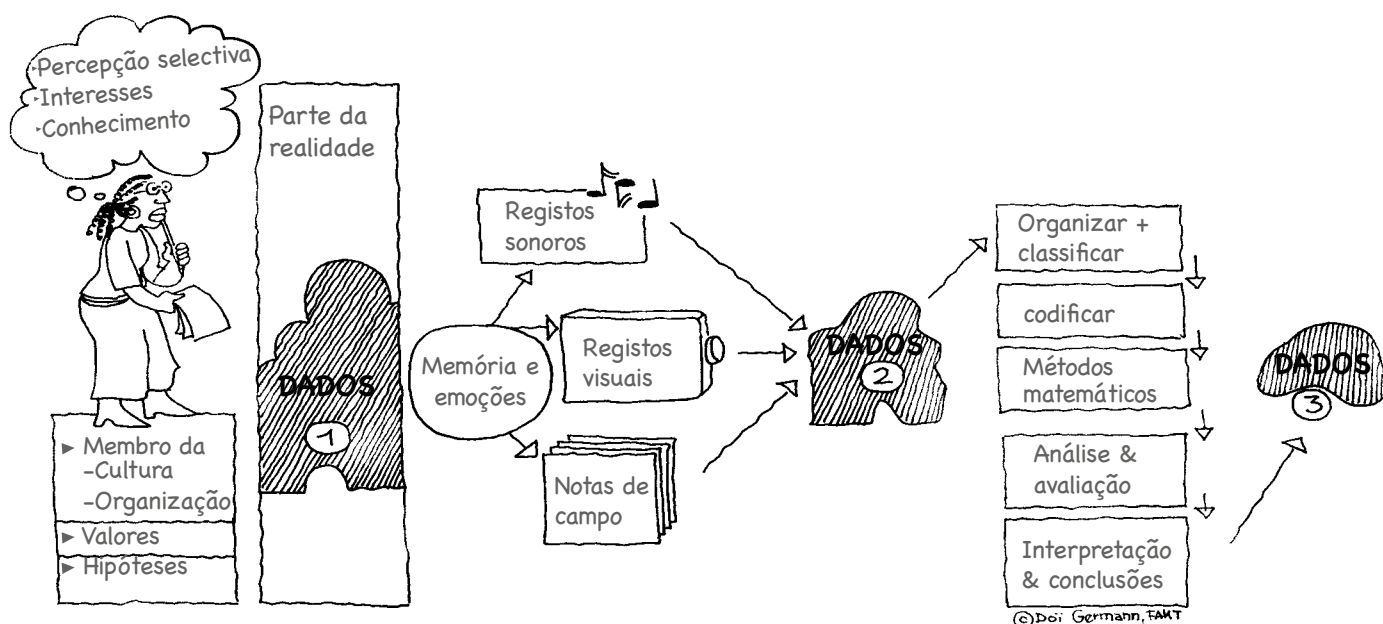 Percepção selectiva
Interesses
Conhecimento
Membro da
-Cultura
-Organização
Valores
Hipóteses
Parte da
realidade
DADOS
1
Memória e
emoções
Registos
sonoros
Registos
visuais
Notas de
campo
DADOS
2
Organizar +
classificar
codificar
Métodos
matemáticos
Análise &
avaliação
Interpretação
& conclusões
DADOS
3
©Doï Germann, FAKT